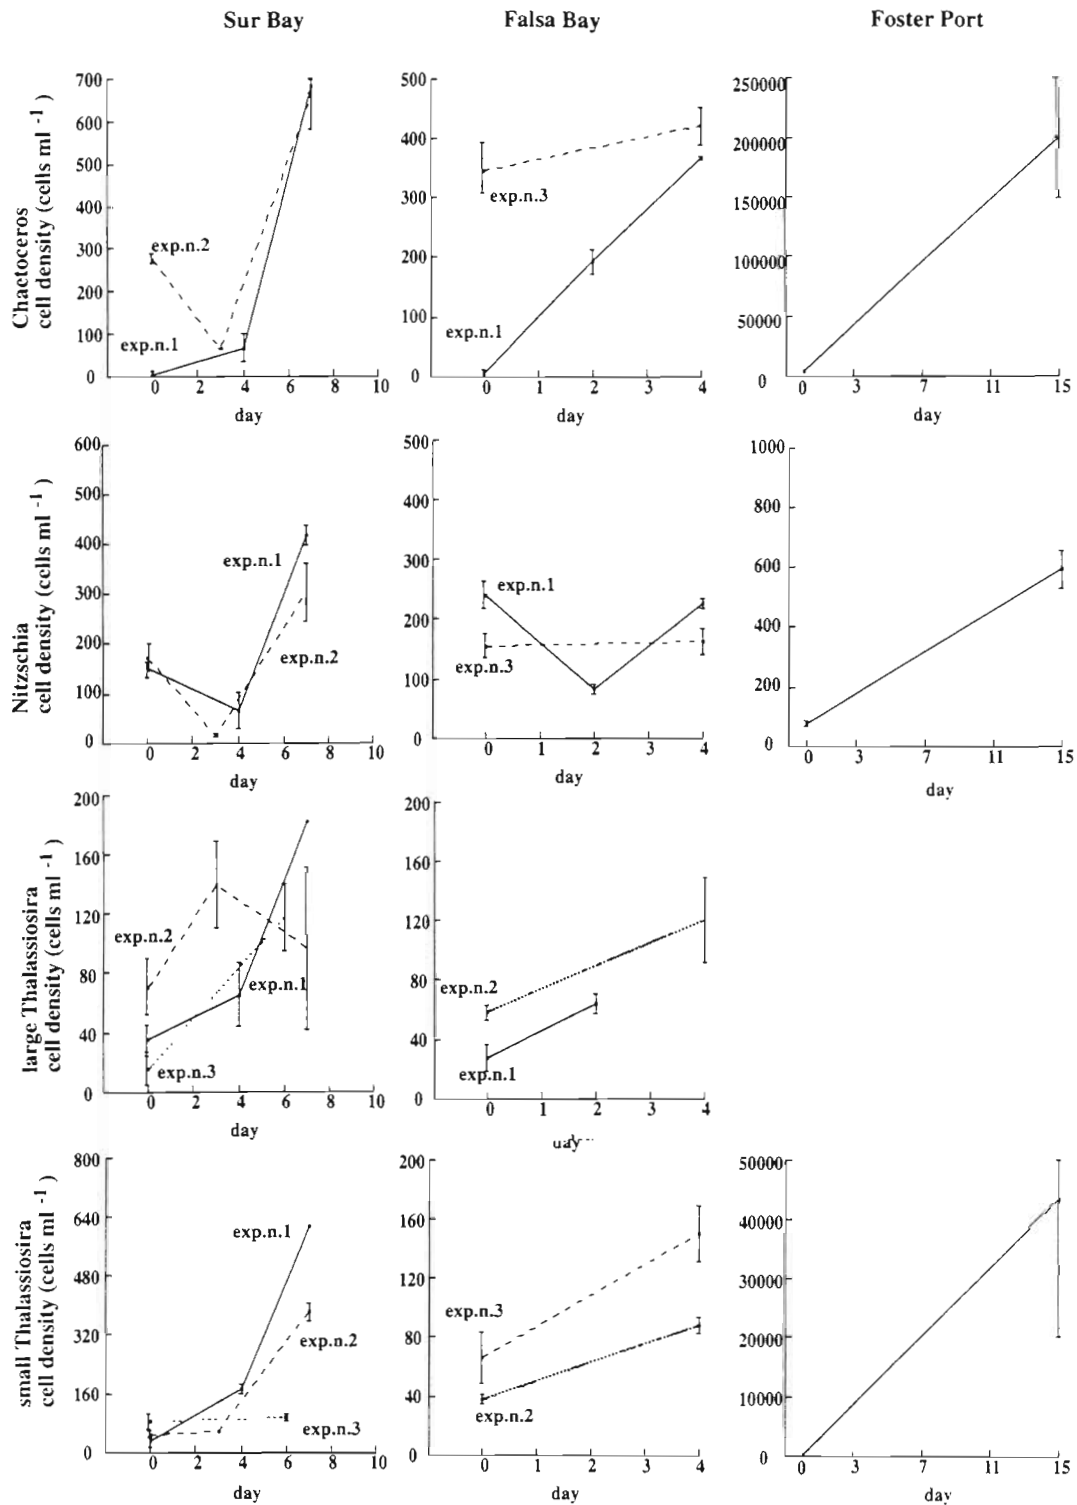 Sur Bay Falsa Bay Foster Port
Chactoceros
cell density (cells ml -1 )
700
600
500
400
300
200
100
0
exp.n.2
exp.n.1
0 2 4 6 8 10
day
500
400
300
200
100
0
exp.n.3
exp.n.1
0 1 2 3 4
day
250000
200000
150000
100000
50000
0
0 3 7 11 15
day
Nitzschia
cell density (cells ml -1 )
600
500
400
300
200
100
0
exp.n.1
exp.n.2
0 2 4 6 8 10
day
500
400
300
200
100
0
exp.n.1
exp.n.3
0 1 2 3 4
day
1000
800
600
400
200
0
0 3 7 11 15
day
large Thalassiosira
cell density (cells ml -1 )
200
160
120
80
40
0
exp.n.2
exp.n.1
exp.n.3
0 2 4 6 8 10
day
200
160
120
80
40
0
exp.n.2
exp.n.1
0 1 2 3 4
day
small Thalassiosira
cell density (cells ml -1 )
800
640
480
320
160
0
exp.n.1
exp.n.2
exp.n.3
0 2 4 6 8 10
day
200
160
120
80
40
0
exp.n.3
exp.n.2
0 1 2 3 4
day
50000
40000
30000
20000
10000
0
0 3 7 11 15
day